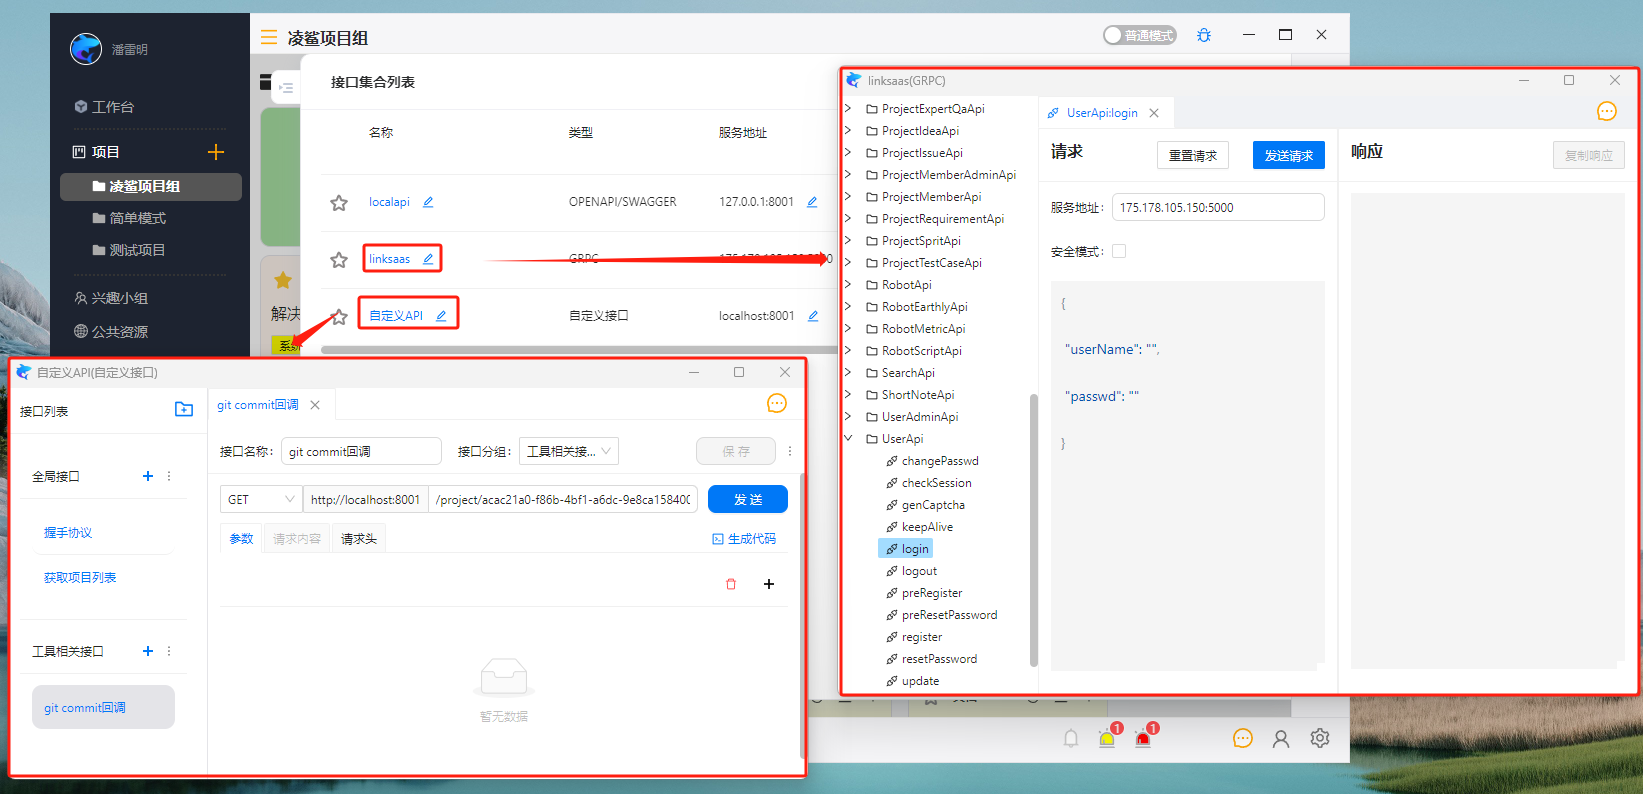 潘雷明
工作台
项目
凌鲨项目组
简单模式
测试项目
兴趣小组
公共资源
凌鲨项目组
普通模式
接口集合列表
名称
类型
服务地址
localapi
OPENAPI/SWAGGER
127.0.0.1:8001
linksaas
GRPC
自定义API
自定义接口
localhost:8001
解决
系统
linksaas(GRPC)
ProjectExpertQaApi
ProjectIdeaApi
ProjectIssueApi
ProjectMemberAdminApi
ProjectMemberApi
ProjectRequirementApi
ProjectSpritApi
ProjectTestCaseApi
RobotApi
RobotEarthlyApi
RobotMetricApi
RobotScriptApi
SearchApi
ShortNoteApi
UserAdminApi
UserApi
changePasswd
checkSession
genCaptcha
keepAlive
login
logout
preRegister
preResetPassword
register
resetPassword
update
UserApi:login
请求
重置请求
发送请求
服务地址:
175.178.105.150:5000
安全模式:
{
"userName": "",
"passwd": ""
}
响应
复制响应
自定义API(自定义接口)
接口列表
全局接口
握手协议
获取项目列表
工具相关接口
git commit回调
git commit回调
接口名称:
git commit回调
接口分组:
工具相关接...
保 存
GET
http://localhost:8001
/project/acac21a0-f86b-4bf1-a6dc-9e8ca158400
发 送
参数
请求内容
请求头
生成代码
暂无数据
1
1